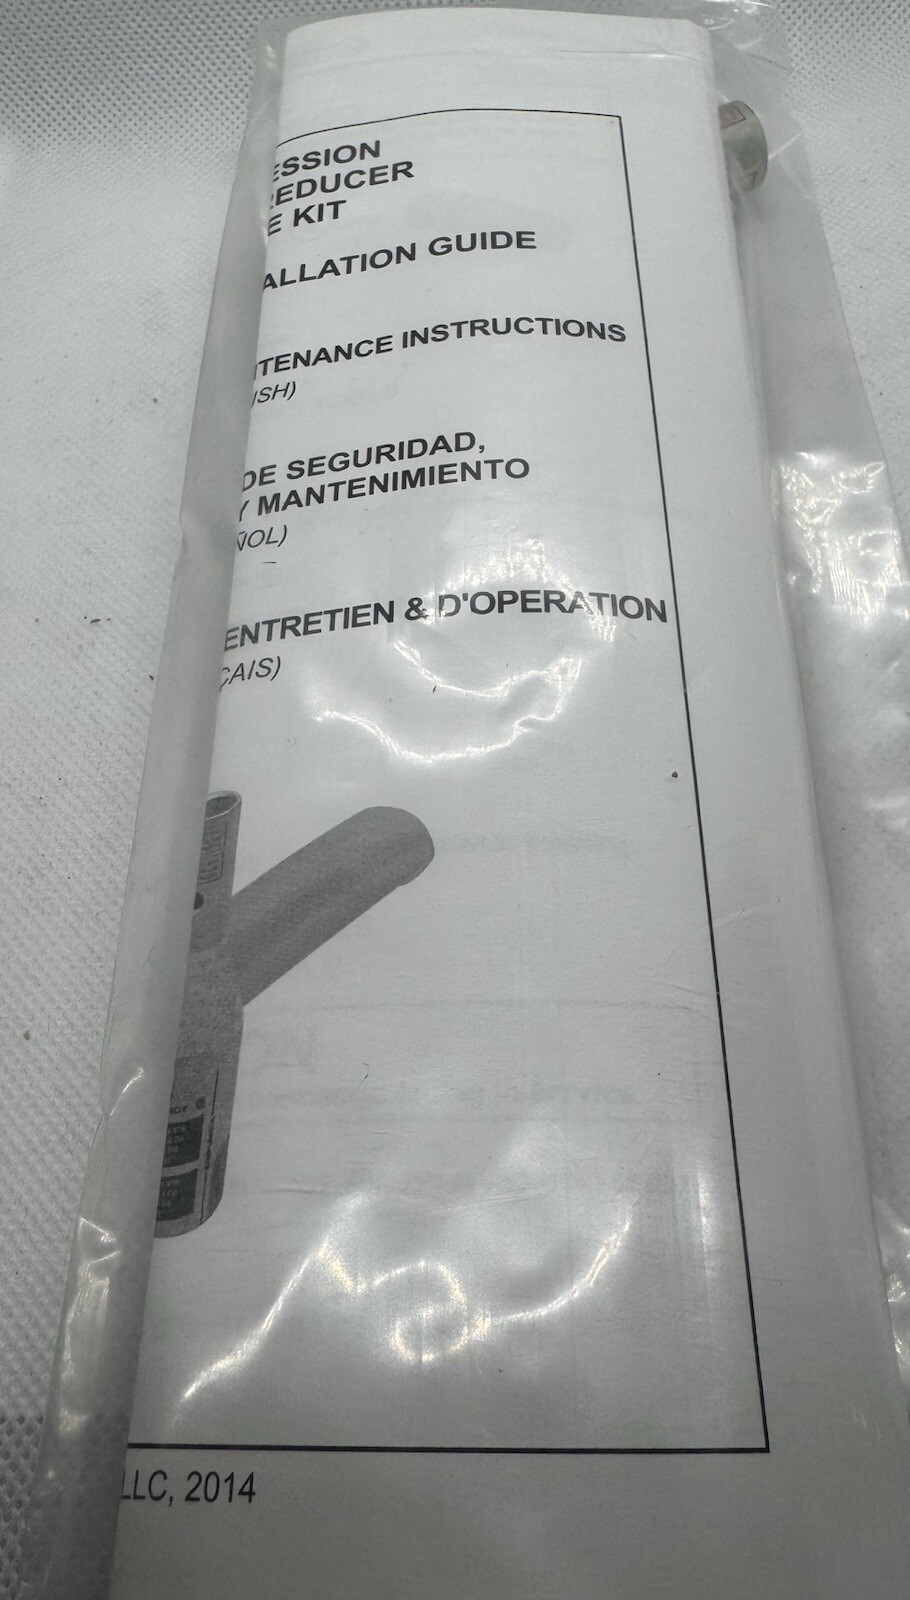 ESSION
REDUCER
E KIT
ALLATION GUIDE
TENANCE INSTRUCTIONS
ISH)
DE SEGURIDAD,
Y MANTENIMIENTO
ÑOL)
ENTRETIEN & D'OPERATION
ÇAIS)
LLC, 2014